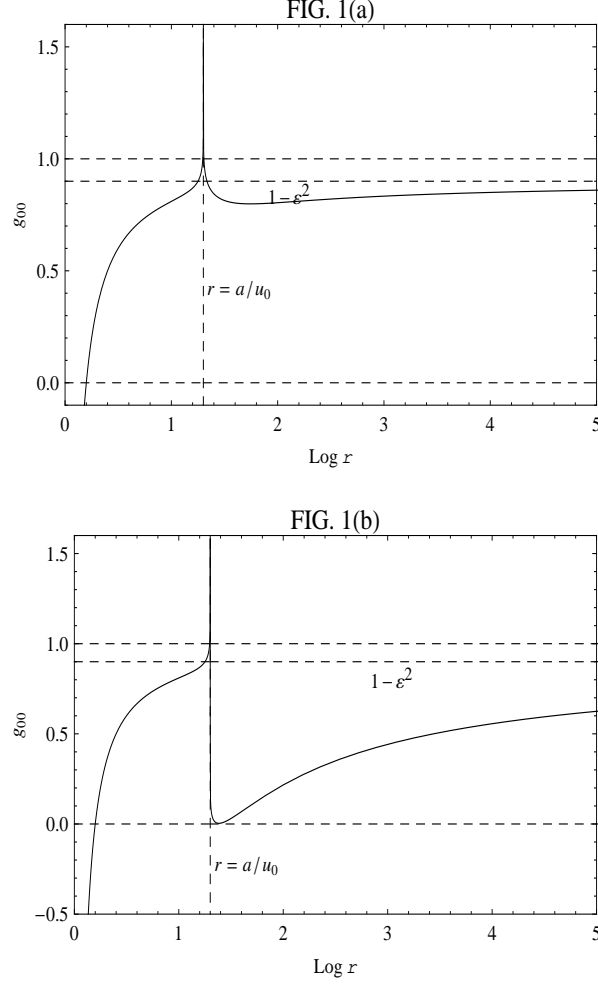 FIG. 1(a)
1.5
1.0
1−ε²
g₀₀
0.5
r = a/u₀
0.0
0 1 2 3 4 5
Log r
FIG. 1(b)
1.5
1.0
1−ε²
g₀₀
0.5
0.0
r = a/u₀
−0.5
0 1 2 3 4 5
Log r